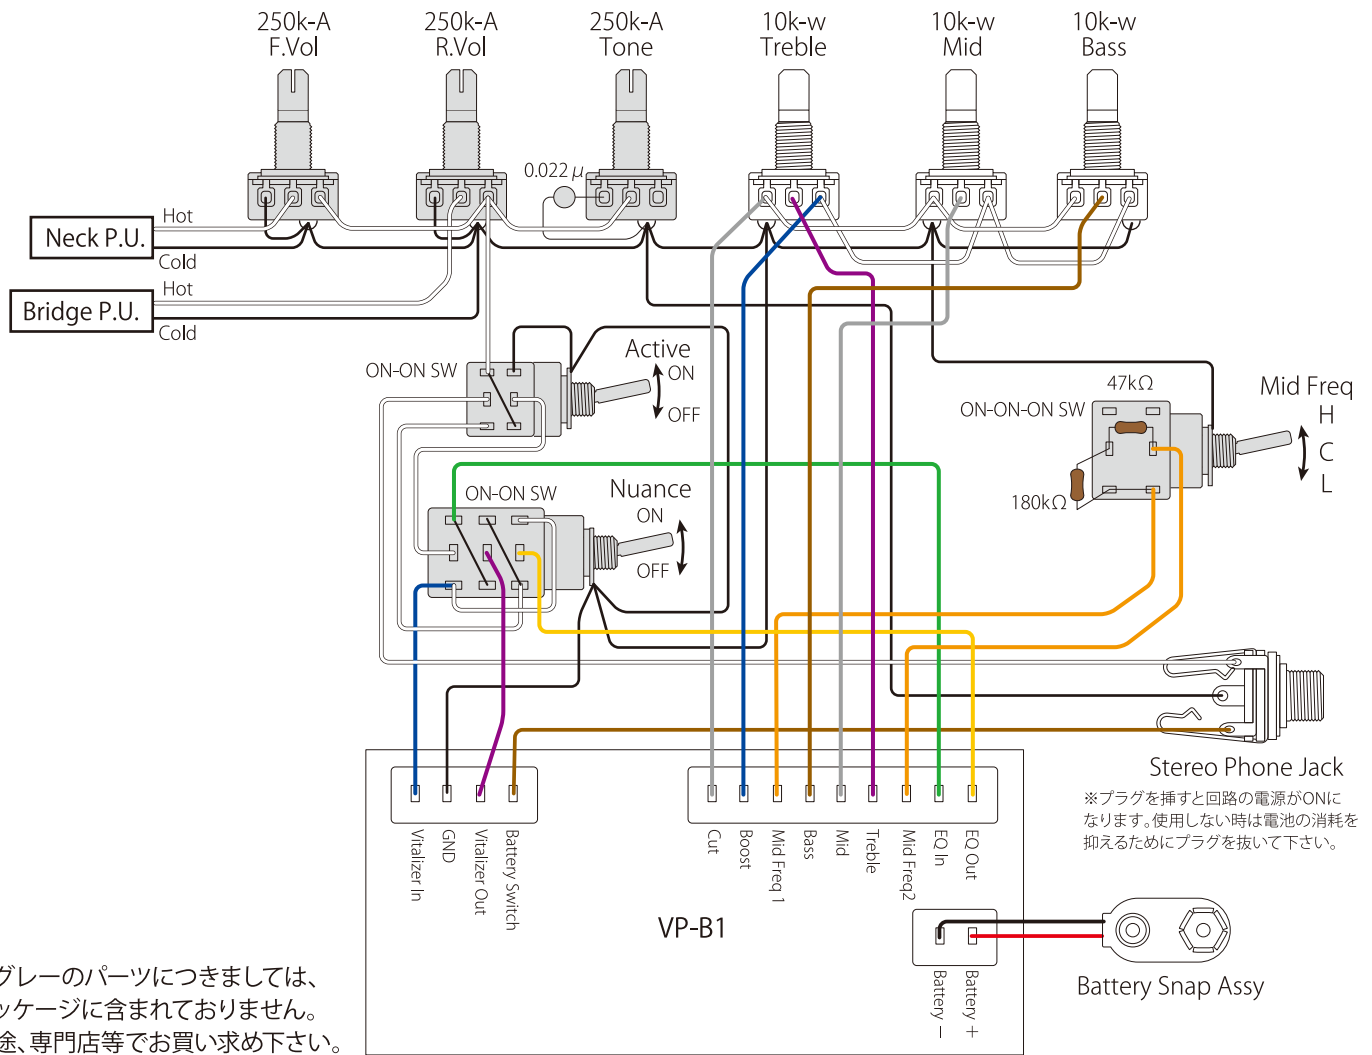 250k-A
F.Vol
250k-A
R.Vol
250k-A
Tone
10k-w
Treble
10k-w
Mid
10k-w
Bass
0.022 μ
Neck P.U.
Hot
Cold
Bridge P.U.
Hot
Cold
ON-ON SW
Active
ON
OFF
47kΩ
ON-ON-ON SW
Mid Freq
H
C
L
180kΩ
ON-ON SW
Nuance
ON
OFF
Stereo Phone Jack
※プラグを挿すと回路の電源がONに
なります。使用しない時は電池の消耗を
抑えるためにプラグを抜いて下さい。
Vitalizer In
GND
Vitalizer Out
Battery Switch
Cut
Boost
Mid Freq 1
Bass
Mid
Treble
Mid Freq2
EQ In
EQ Out
VP-B1
Battery −
Battery +
Battery Snap Assy
グレーのパーツにつきましては、
ッケージに含まれておりません。
途、専門店等でお買い求め下さい。